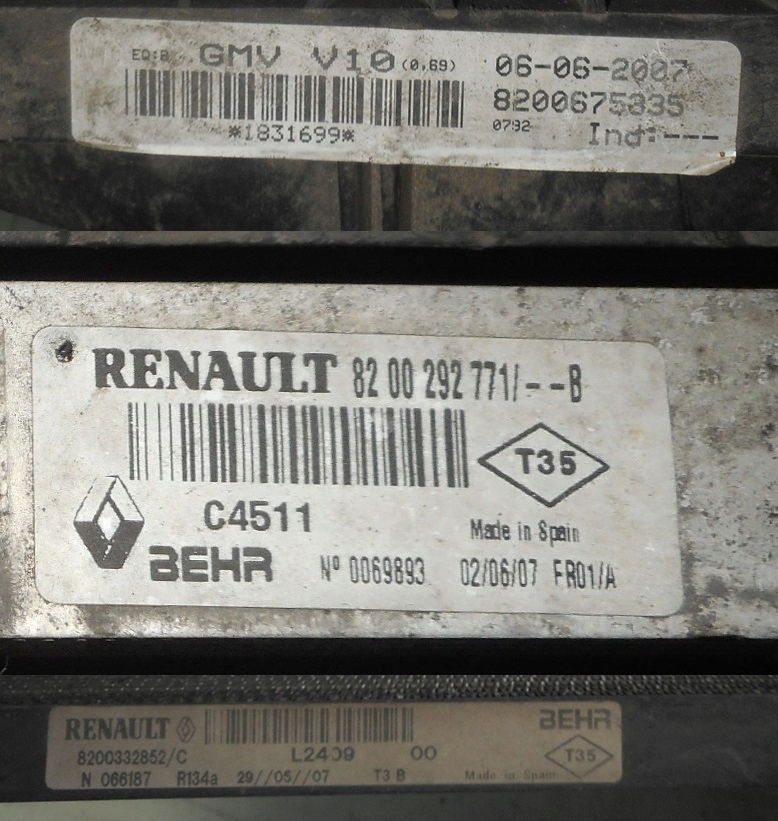 EQ:B GMV V10 (0,69) 06-06-2007
8200675335
*1831699* 0792 Ind:---
RENAULT 82 00 292 771/--B
T35
C4511
Made in Spain
BEHR Nº 0069893 02/06/07 FR01/A
RENAULT BEHR
8200332852/C L2409 00 T35
N 066187 R134a 29//05//07 T3 B Made in Spain